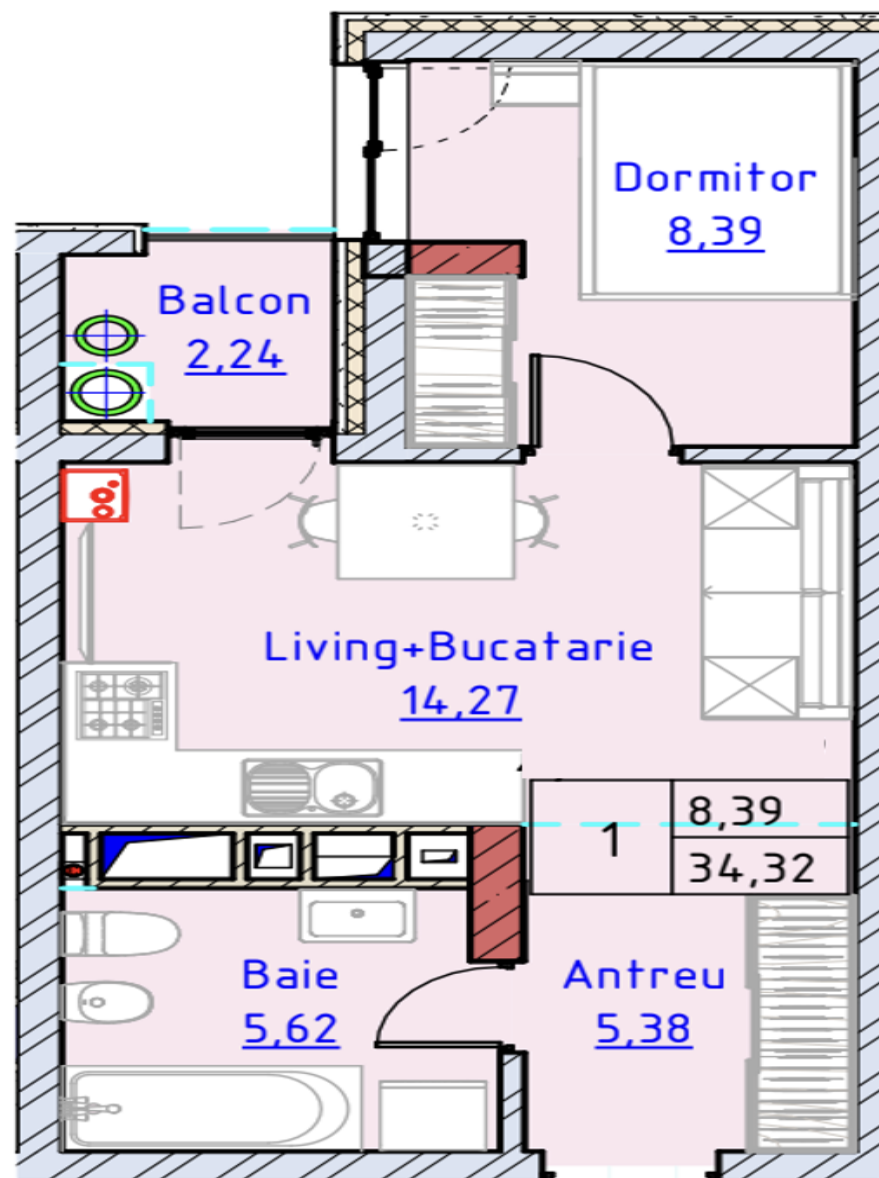 Dormitor
8,39
Balcon
2,24
Living+Bucatarie
14,27
1
8,39
34,32
Baie
5,62
Antreu
5,38